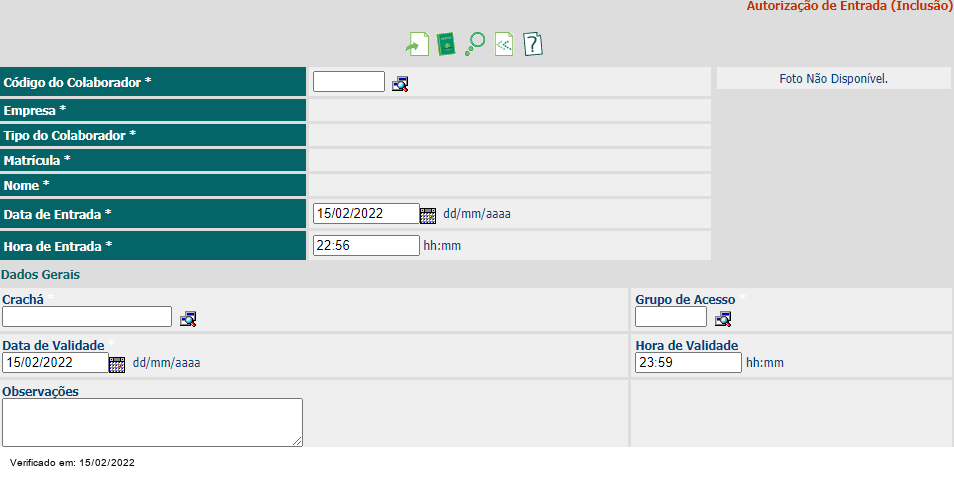 Autorização de Entrada (Inclusão)
Código do Colaborador *
Foto Não Disponível.
Empresa *
Tipo do Colaborador *
Matrícula *
Nome *
Data de Entrada * 15/02/2022 dd/mm/aaaa
Hora de Entrada * 22:56 hh:mm
Dados Gerais
Crachá *
Grupo de Acesso *
Data de Validade *
15/02/2022 dd/mm/aaaa
Hora de Validade
23:59 hh:mm
Observações
Verificado em: 15/02/2022